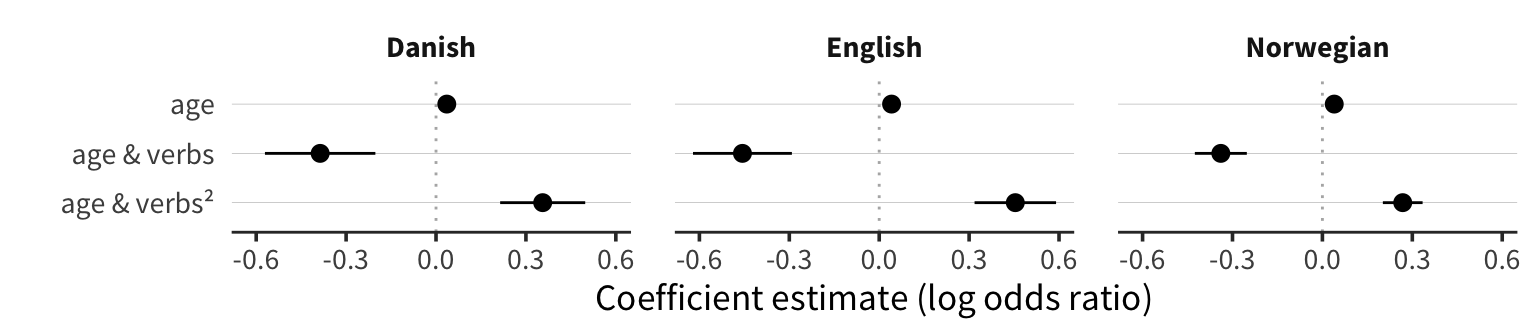 Danish English Norwegian
age
age & verbs
age & verbs²
-0.6 -0.3 0.0 0.3 0.6 -0.6 -0.3 0.0 0.3 0.6 -0.6 -0.3 0.0 0.3 0.6
Coefficient estimate (log odds ratio)